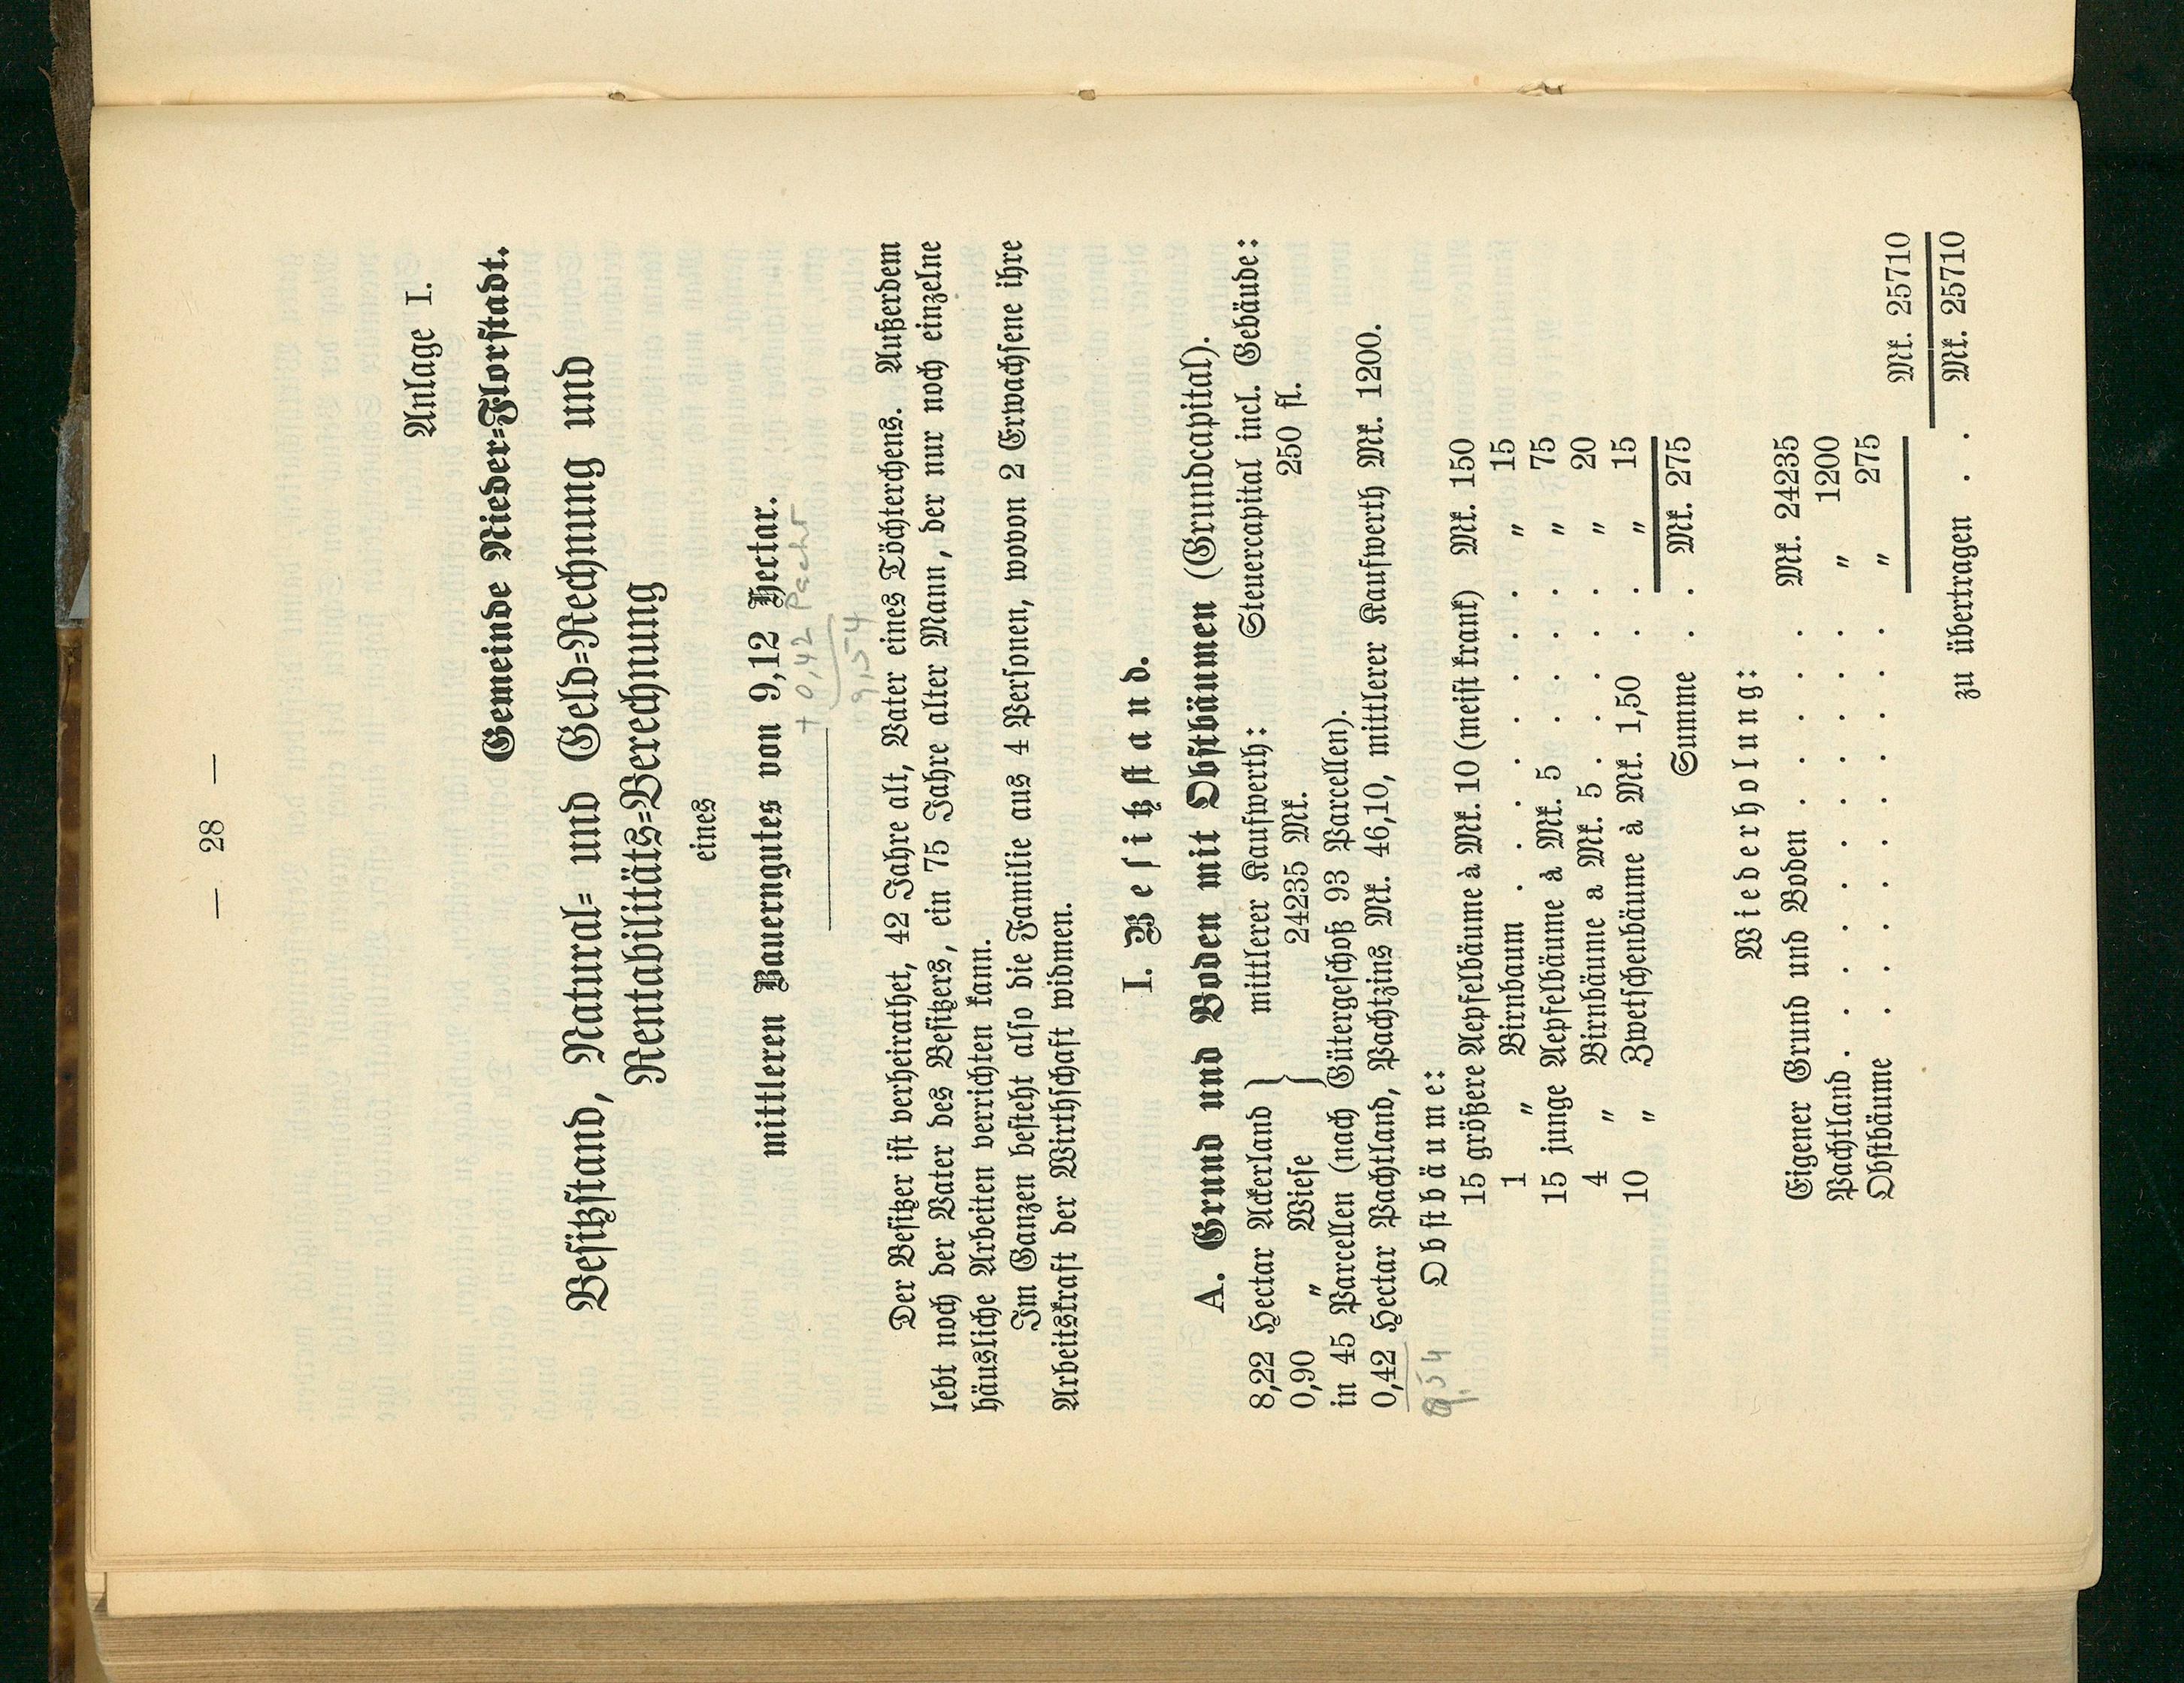 — 28 —
Anlage I.
Gemeinde Nieder=Florstadt.
Besitzstand, Natural= und Geld=Rechnung und
Rentabilitäts=Berechnung
eines
mittleren Bauerngutes von 9,12 Hectar.
+ 0,42 Pacht
9,54
Der Besitzer ist verheirathet, 42 Jahre alt, Vater eines Töchterchens. Außerdem
lebt noch der Vater des Besitzers, ein 75 Jahre alter Mann, der nur noch einzelne
häusliche Arbeiten verrichten kann.
Im Ganzen besteht also die Familie aus 4 Personen, wovon 2 Erwachsene ihre
Arbeitskraft der Wirthschaft widmen.
I. Besitzstand.
A. Grund und Boden mit Obstbäumen (Grundcapital).
8,22 Hectar Ackerland } mittlerer Kaufwerth: Steuercapital incl. Gebäude:
0,90 " Wiese } 24235 Mk. 250 fl.
in 45 Parcellen (nach Gütergeschoß 93 Parcellen).
0,42 Hectar Pachtland, Pachtzins Mk. 46,10, mittlerer Kaufwerth Mk. 1200.
9,54 Obstbäume:
15 größere Aepfelbäume à Mk. 10 (meist krank) Mk. 150
1 " Birnbaum . . . . . . . . " 15
15 junge Aepfelbäume à Mk. 5 . . . . " 75
4 " Birnbäume a Mk. 5 . . . . . " 20
10 " Zwetschenbäume à Mk. 1,50 . . " 15
Summe . . Mk. 275
Wiederholung:
Eigener Grund und Boden . . . . . Mk. 24235
Pachtland . . . . . . . . . . . " 1200
Obstbäume . . . . . . . . . . " 275
Mk. 25710
zu übertragen . . Mk. 25710